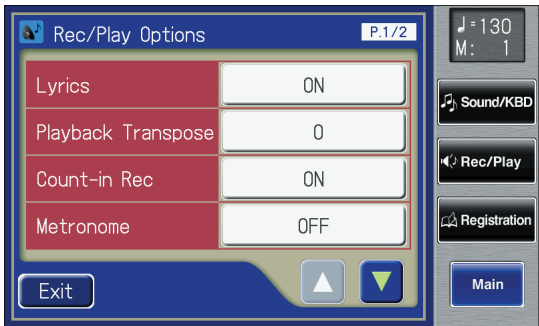 Rec/Play Options
P.1/2
Lyrics ON
Playback Transpose 0
Count-in Rec ON
Metronome OFF
Exit
♩=130
M: 1
Sound/KBD
Rec/Play
Registration
Main